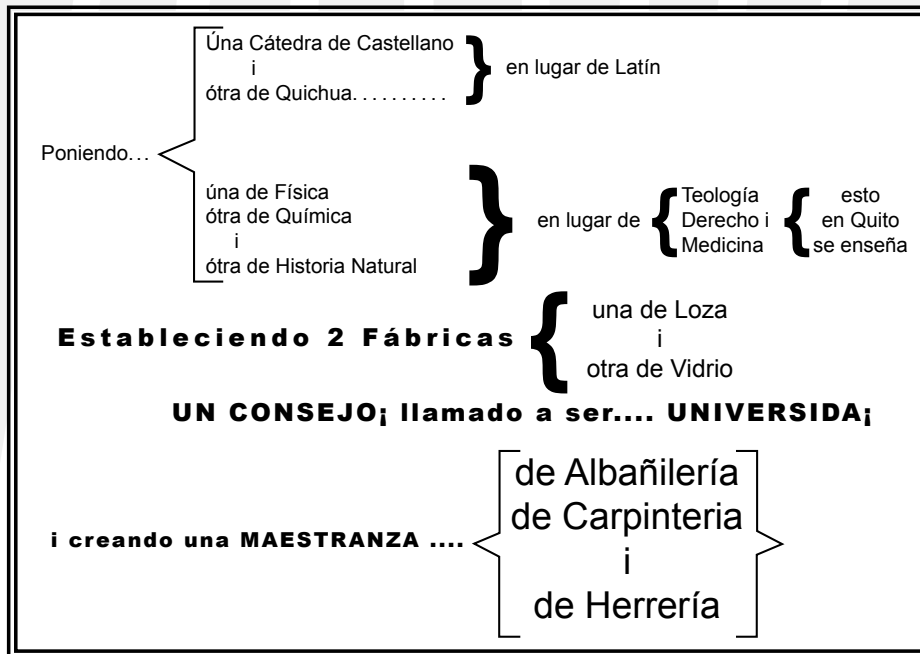 Úna Cátedra de Castellano
i
ótra de Quichua..........
en lugar de Latín
Poniendo...
úna de Física
ótra de Química
i
ótra de Historia Natural
en lugar de
Teología
Derecho i
Medicina
esto
en Quito
se enseña
Estableciendo 2 Fábricas
una de Loza
i
otra de Vidrio
UN CONSEJO¡ llamado a ser.... UNIVERSIDA¡
i creando una MAESTRANZA ....
de Albañilería
de Carpinteria
i
de Herrería